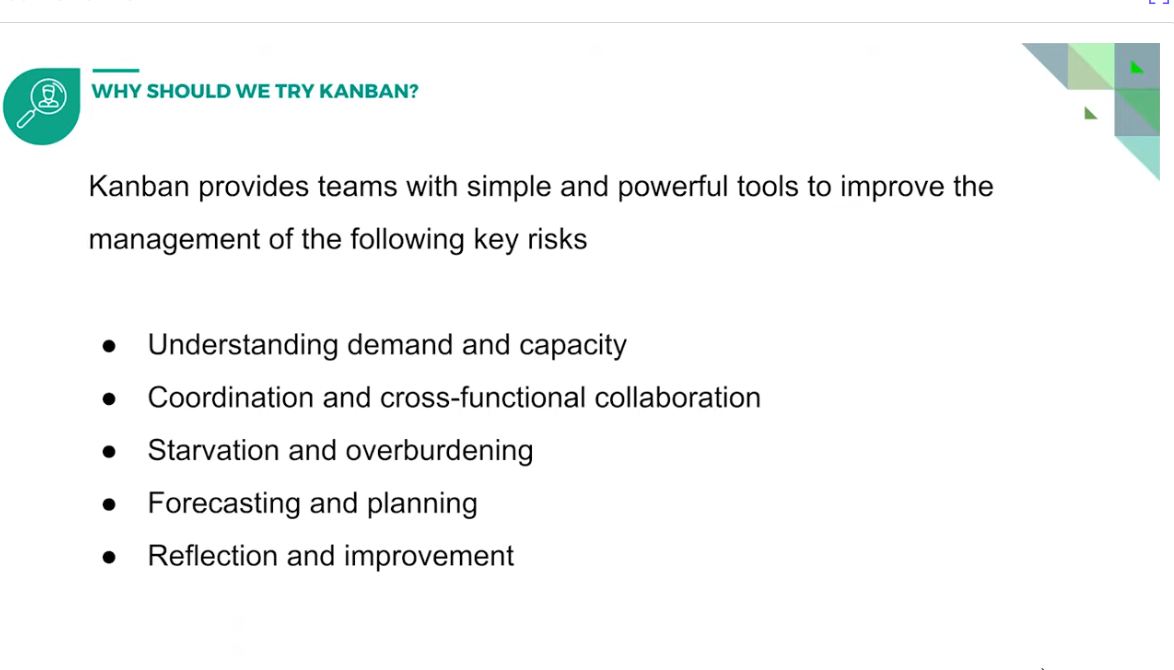 WHY SHOULD WE TRY KANBAN?
Kanban provides teams with simple and powerful tools to improve the
management of the following key risks
● Understanding demand and capacity
● Coordination and cross-functional collaboration
● Starvation and overburdening
● Forecasting and planning
● Reflection and improvement